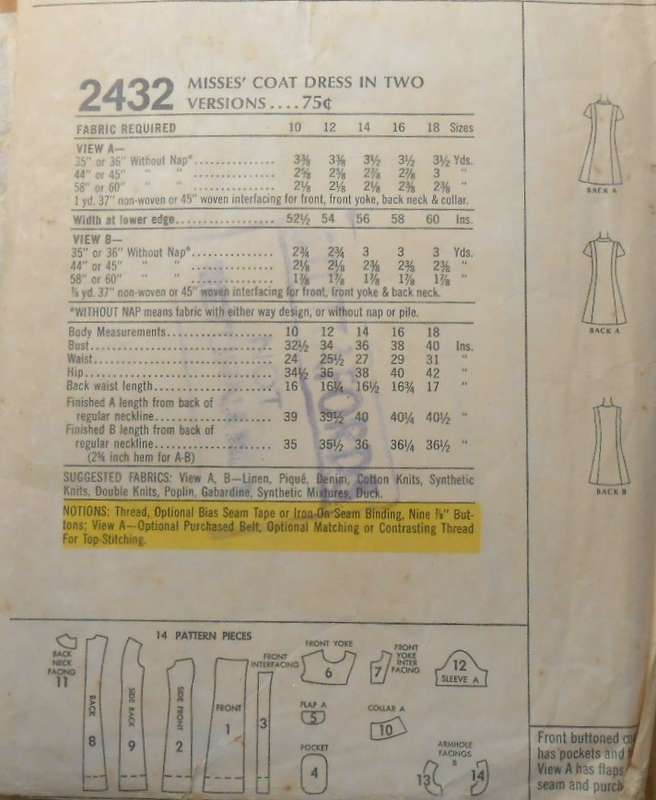 2432 MISSES' COAT DRESS IN TWO
VERSIONS....75¢
FABRIC REQUIRED 10 12 14 16 18 Sizes
VIEW A—
35" or 36" Without Nap*............... 3⅜ 3⅜ 3½ 3½ 3½ Yds.
44" or 45" " " ............... 2⅝ 2⅝ 2⅞ 2⅞ 3 "
58" or 60" " " ............... 2⅛ 2⅛ 2⅛ 2⅜ 2⅜ "
1 yd. 37" non-woven or 45" woven interfacing for front, front yoke, back neck & collar.
Width at lower edge................... 52½ 54 56 58 60 Ins.
VIEW B—
35" or 36" Without Nap*............... 2¾ 2¾ 3 3 3 Yds.
44" or 45" " " ............... 2⅛ 2⅛ 2⅜ 2⅜ 2⅜ "
58" or 60" " " ............... 1⅞ 1⅞ 1⅞ 1⅞ 1⅞ "
⅞ yd. 37" non-woven or 45" woven interfacing for front, front yoke & back neck.
*WITHOUT NAP means fabric with either way design, or without nap or pile.
Body Measurements..................... 10 12 14 16 18
Bust.................................. 32½ 34 36 38 40 Ins.
Waist................................. 24 25½ 27 29 31 "
Hip................................... 34½ 36 38 40 42 "
Back waist length..................... 16 16¼ 16½ 16¾ 17 "
Finished A length from back of
regular neckline.................... 39 39½ 40 40¼ 40½ "
Finished B length from back of
regular neckline.................... 35 35½ 36 36¼ 36½ "
(2¾ inch hem for A-B)
SUGGESTED FABRICS: View A, B—Linen, Piqué, Denim, Cotton Knits, Synthetic
Knits, Double Knits, Poplin, Gabardine, Synthetic Mixtures, Duck.
NOTIONS: Thread, Optional Bias Seam Tape or Iron-On Seam Binding, Nine ⅞" But-
tons; View A—Optional Purchased Belt, Optional Matching or Contrasting Thread
For Top-Stitching.
BACK A
BACK A
BACK B
14 PATTERN PIECES
BACK
NECK
FACING
11
BACK
8
SIDE BACK
9
SIDE FRONT
2
FRONT
1
FRONT
INTERFACING
3
FRONT YOKE
6
FLAP A
5
POCKET
4
FRONT
YOKE
INTER
FACING
7
COLLAR A
10
12
SLEEVE A
ARMHOLE
FACINGS
B
13
14
Front buttoned
has pockets and
View A has flaps
seam and purch